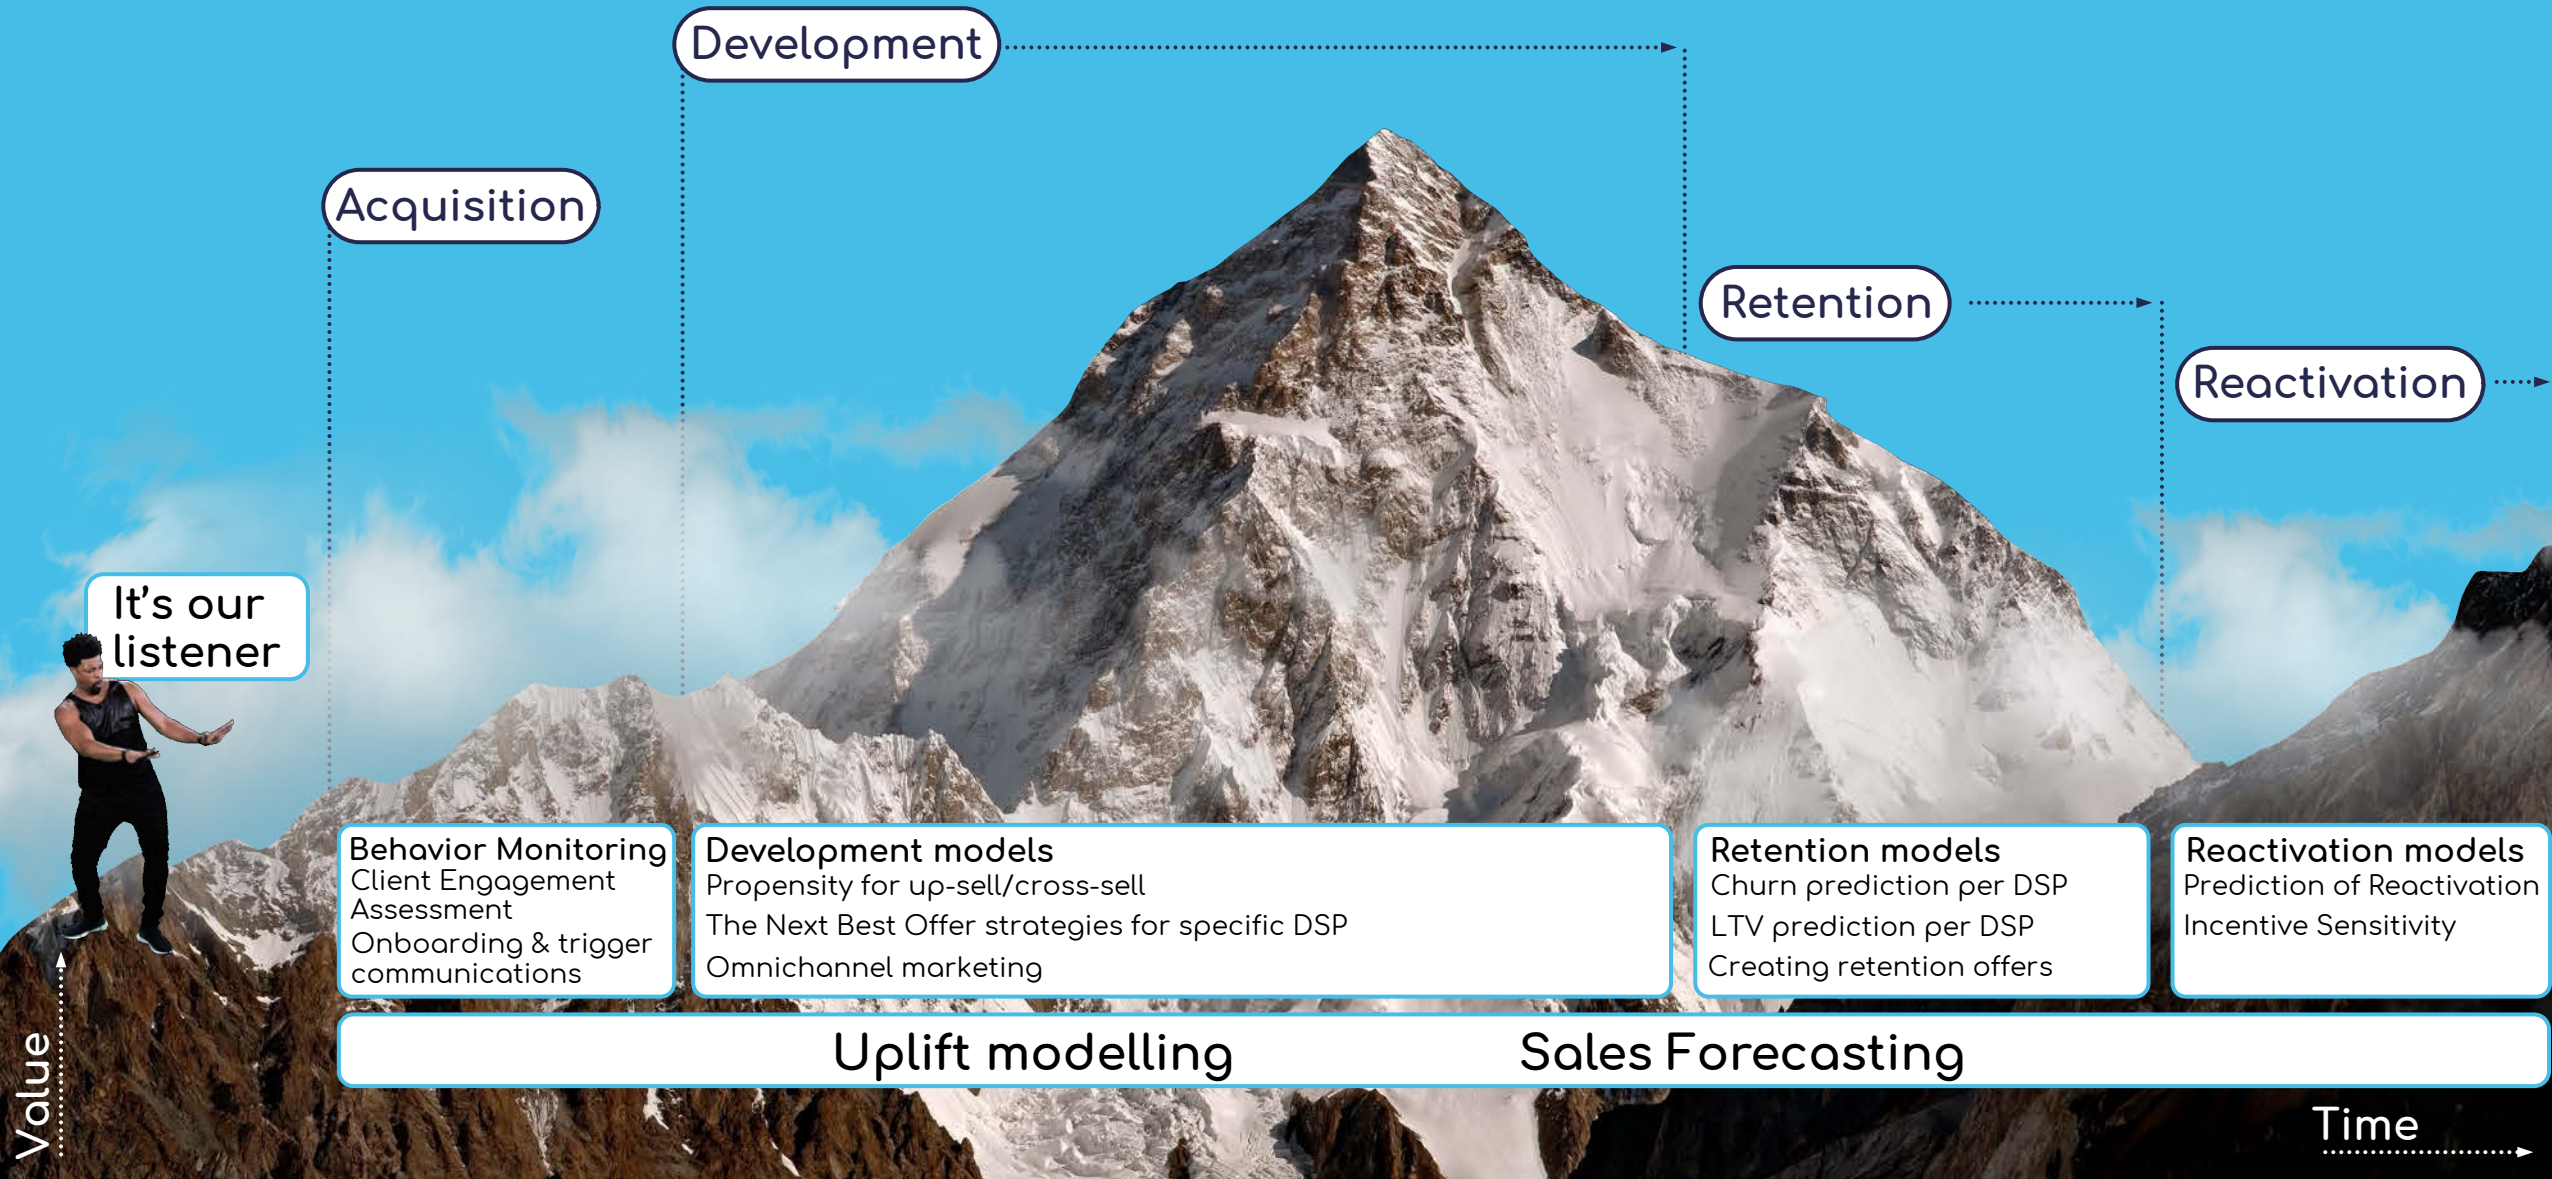 Development
Acquisition
Retention
Reactivation
It's our
listener
Behavior Monitoring
Client Engagement
Assessment
Onboarding & trigger
communications
Development models
Propensity for up-sell/cross-sell
The Next Best Offer strategies for specific DSP
Omnichannel marketing
Retention models
Churn prediction per DSP
LTV prediction per DSP
Creating retention offers
Reactivation models
Prediction of Reactivation
Incentive Sensitivity
Uplift modelling
Sales Forecasting
Value
Time